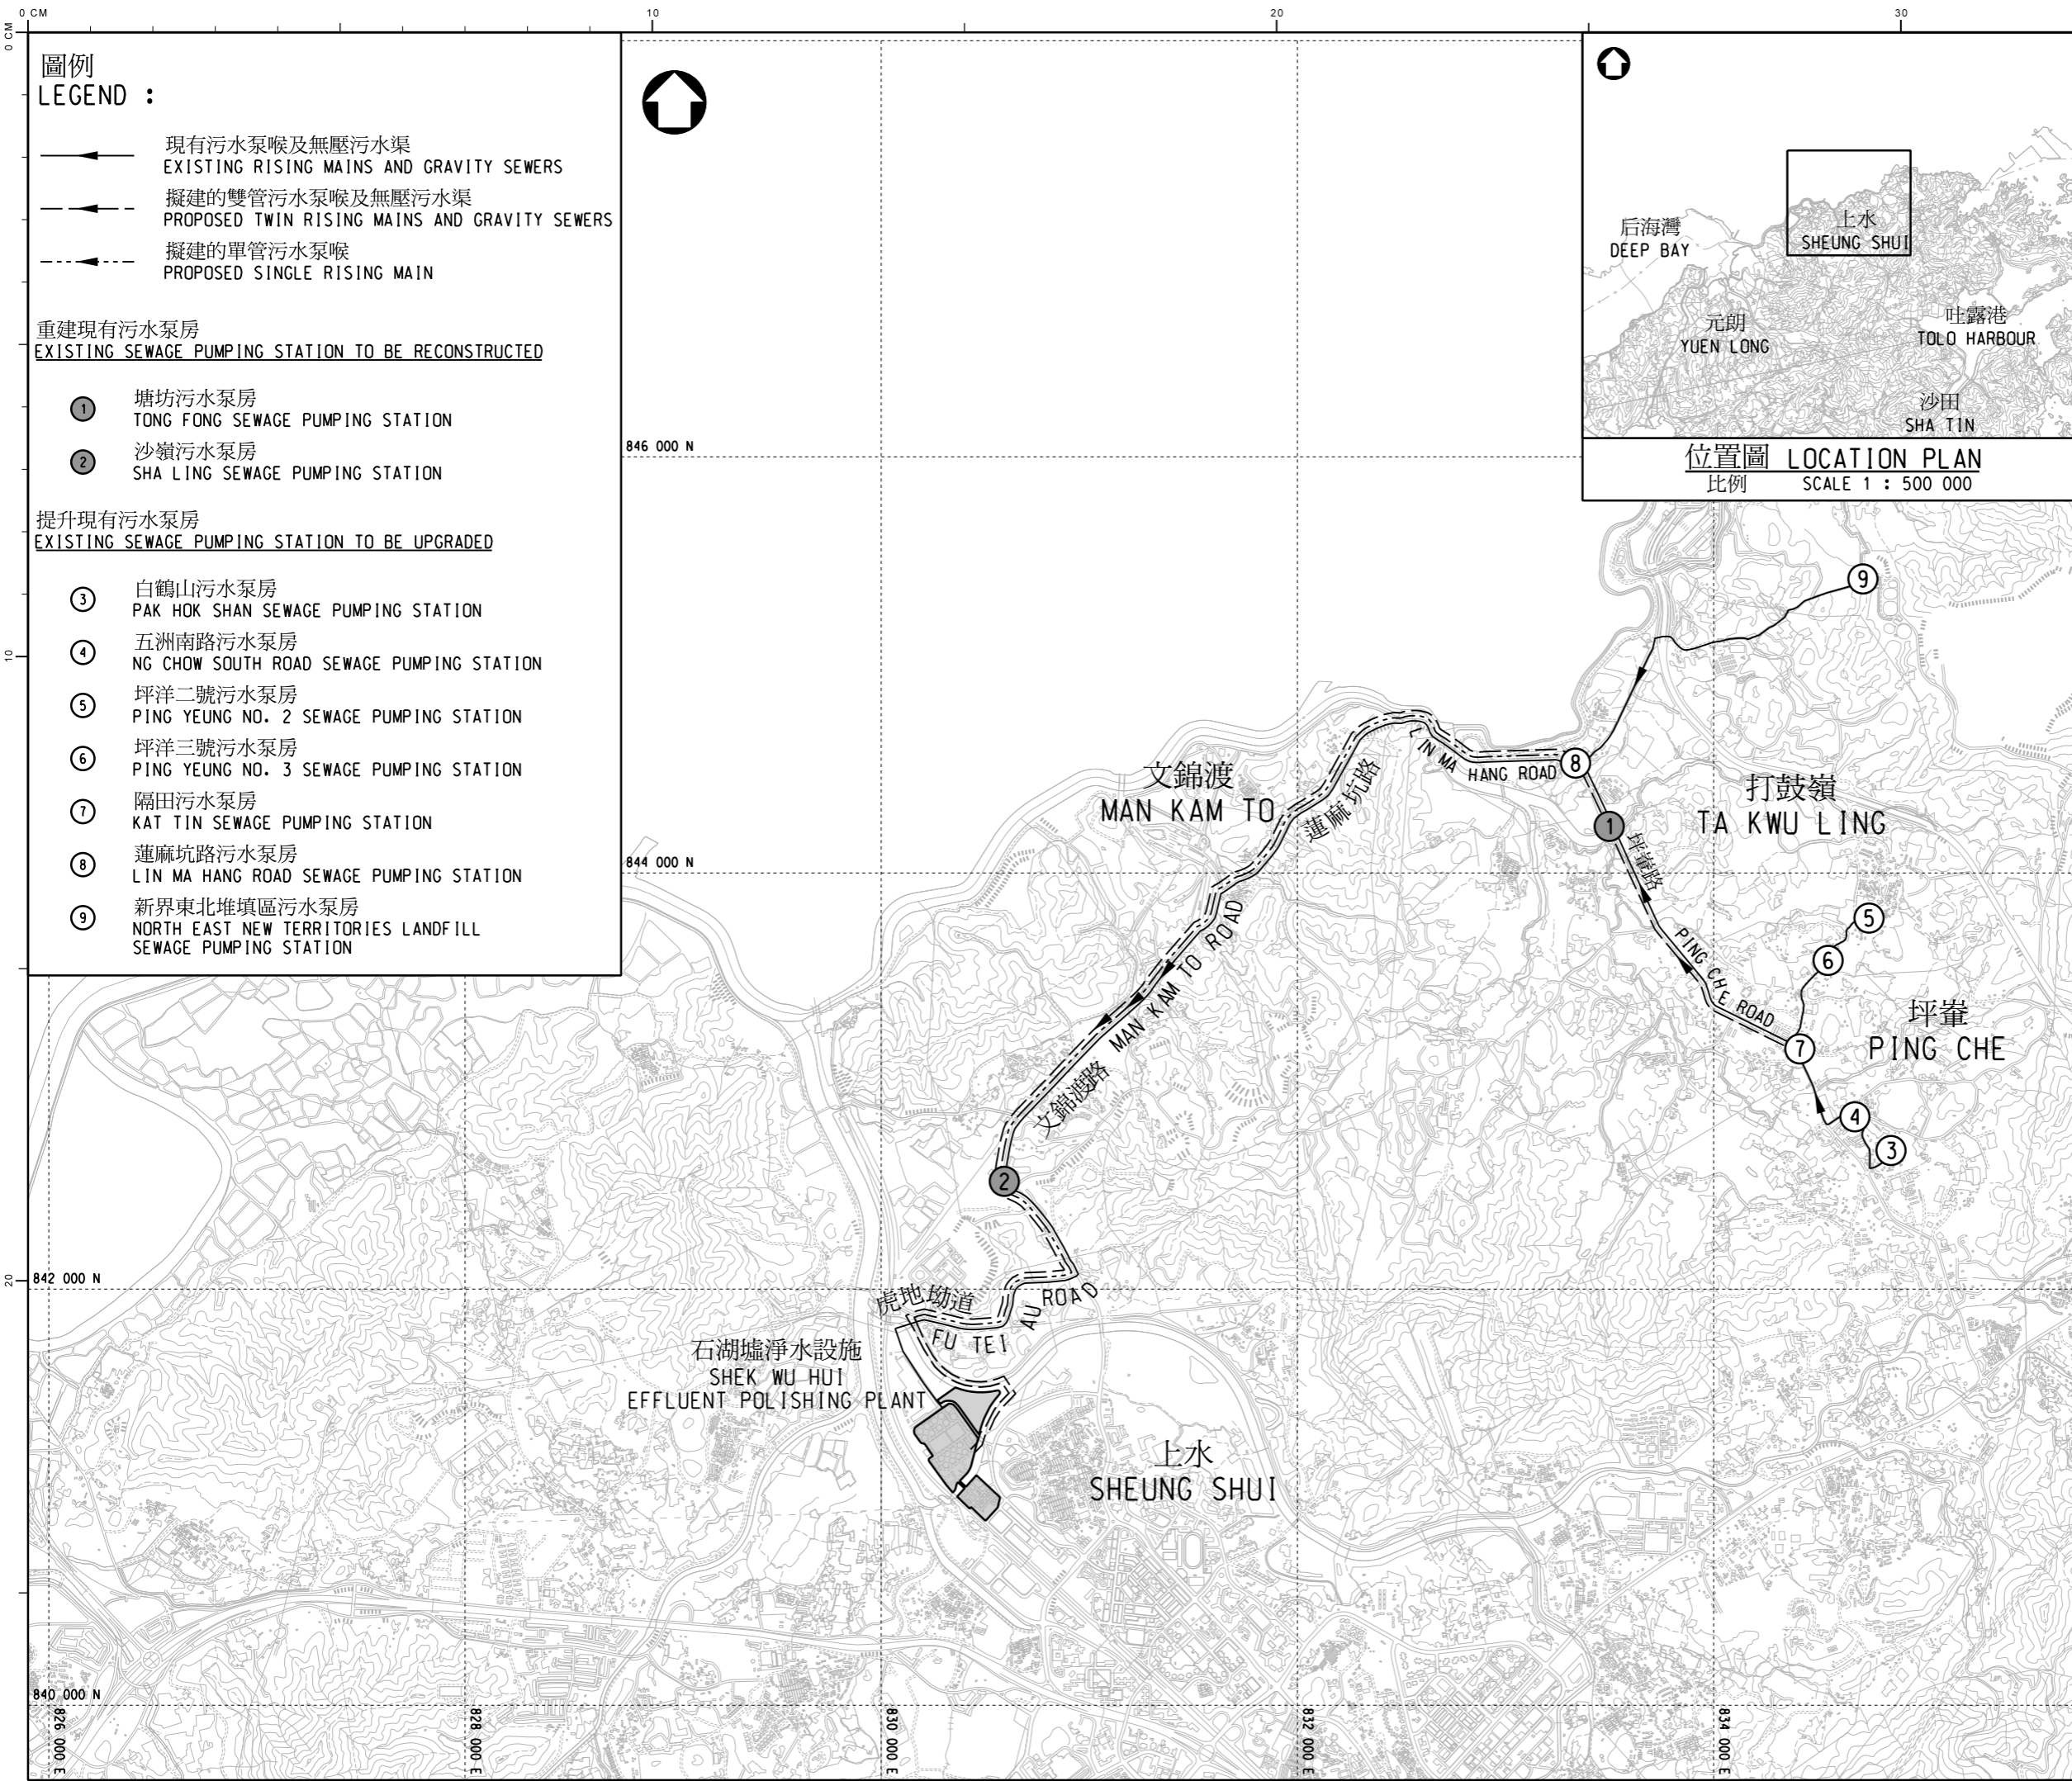 0 CM
10
20
30
0 CM
10
20
圖例
LEGEND :
現有污水泵喉及無壓污水渠
EXISTING RISING MAINS AND GRAVITY SEWERS
擬建的雙管污水泵喉及無壓污水渠
PROPOSED TWIN RISING MAINS AND GRAVITY SEWERS
擬建的單管污水泵喉
PROPOSED SINGLE RISING MAIN
重建現有污水泵房
EXISTING SEWAGE PUMPING STATION TO BE RECONSTRUCTED
1
塘坊污水泵房
TONG FONG SEWAGE PUMPING STATION
2
沙嶺污水泵房
SHA LING SEWAGE PUMPING STATION
提升現有污水泵房
EXISTING SEWAGE PUMPING STATION TO BE UPGRADED
3
白鶴山污水泵房
PAK HOK SHAN SEWAGE PUMPING STATION
4
五洲南路污水泵房
NG CHOW SOUTH ROAD SEWAGE PUMPING STATION
5
坪洋二號污水泵房
PING YEUNG NO. 2 SEWAGE PUMPING STATION
6
坪洋三號污水泵房
PING YEUNG NO. 3 SEWAGE PUMPING STATION
7
隔田污水泵房
KAT TIN SEWAGE PUMPING STATION
8
蓮麻坑路污水泵房
LIN MA HANG ROAD SEWAGE PUMPING STATION
9
新界東北堆填區污水泵房
NORTH EAST NEW TERRITORIES LANDFILL
SEWAGE PUMPING STATION
后海灣
DEEP BAY
上水
SHEUNG SHUI
元朗
YUEN LONG
吐露港
TOLO HARBOUR
沙田
SHA TIN
位置圖 LOCATION PLAN
比例 SCALE 1 : 500 000
846 000 N
844 000 N
842 000 N
840 000 N
826 000 E
828 000 E
830 000 E
832 000 E
834 000 E
9
8
1
5
6
7
4
3
2
文錦渡
MAN KAM TO
打鼓嶺
TA KWU LING
坪輋
PING CHE
LIN MA HANG ROAD
蓮麻坑路
坪輋路
PING CHE ROAD
MAN KAM TO ROAD
文錦渡路
虎地坳道
FU TEI AU ROAD
石湖墟淨水設施
SHEK WU HUI
EFFLUENT POLISHING PLANT
上水
SHEUNG SHUI